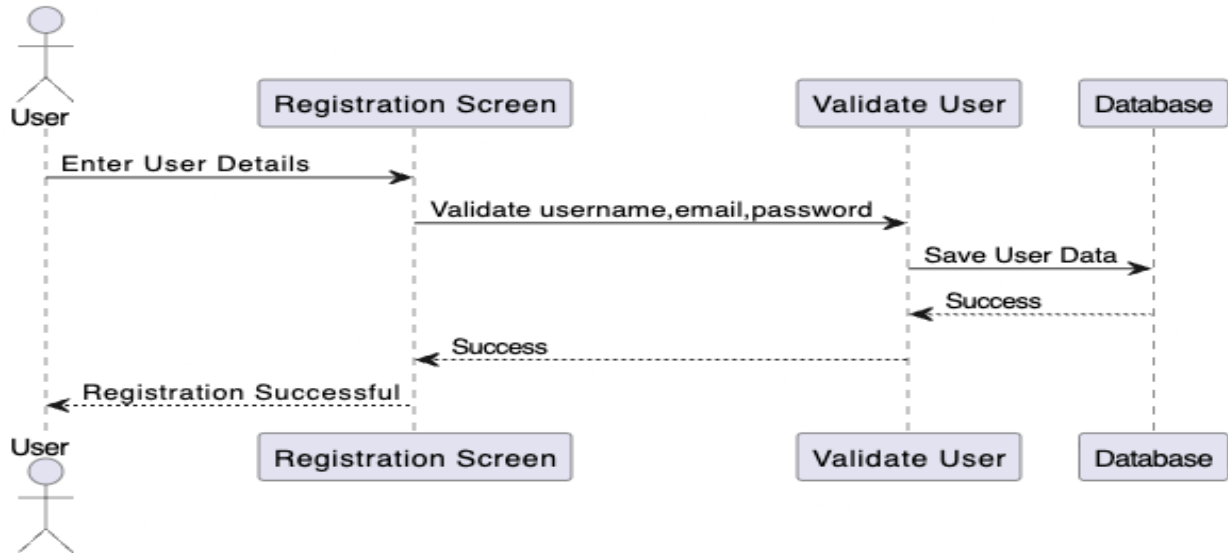 User
Registration Screen
Validate User
Database
Enter User Details
Validate username,email,password
Save User Data
Success
Success
Registration Successful
User
Registration Screen
Validate User
Database